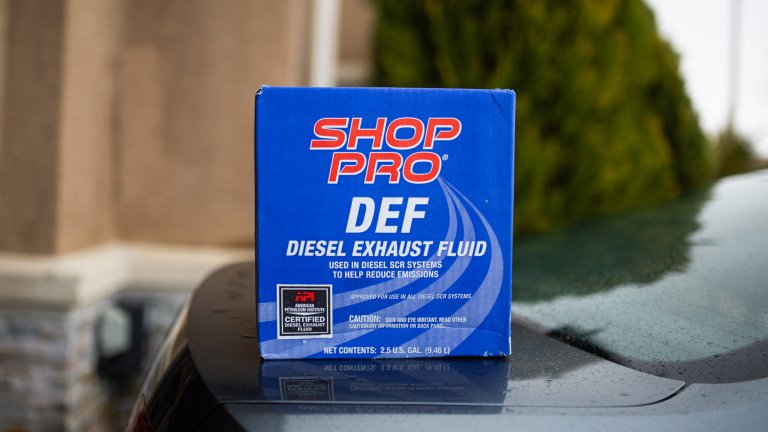 SHOP
PRO®
DEF
DIESEL EXHAUST FLUID
USED IN DIESEL SCR SYSTEMS
TO HELP REDUCE EMISSIONS
API
AMERICAN
PETROLEUM INSTITUTE
CERTIFIED
DIESEL EXHAUST
FLUID
APPROVED FOR USE IN ALL DIESEL SCR SYSTEMS.
CAUTION: SKIN AND EYE IRRITANT. READ OTHER
CAUTIONARY INFORMATION OR BACK PANEL.
NET CONTENTS: 2.5 U.S. GAL. (9.46L)